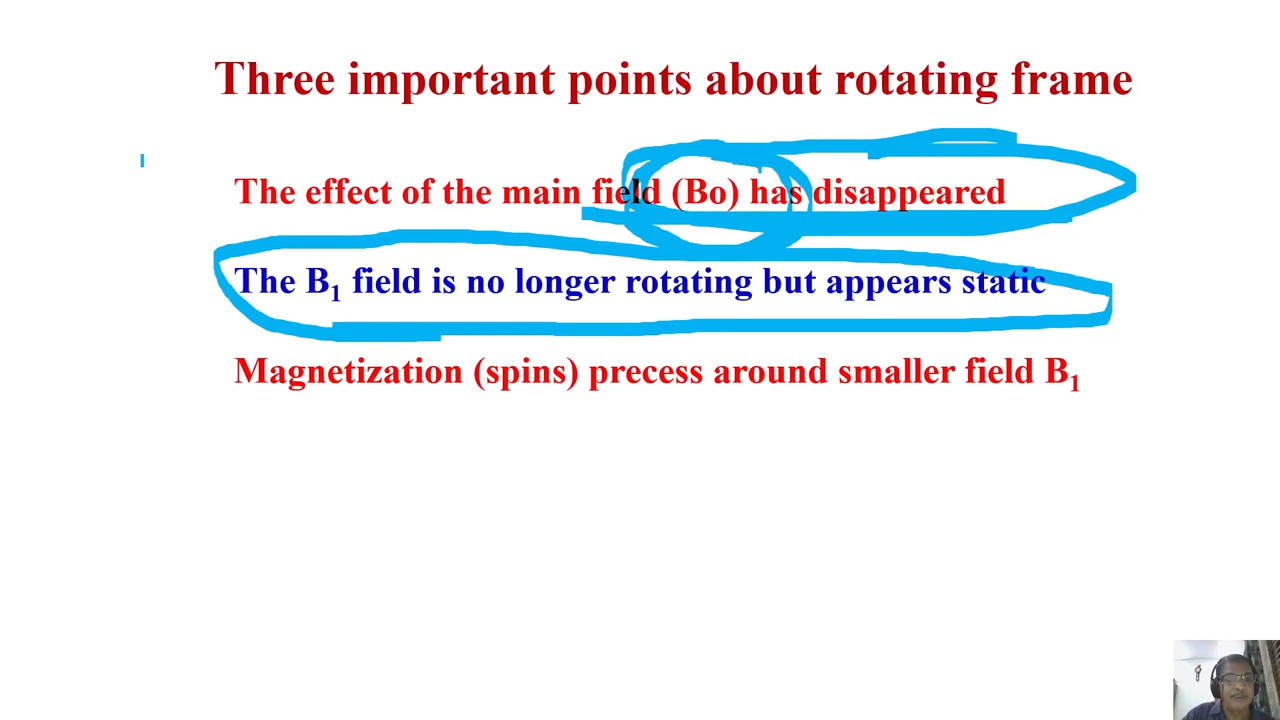 Three important points about rotating frame
The effect of the main field (Bo) has disappeared
The B₁ field is no longer rotating but appears static
Magnetization (spins) precess around smaller field B₁